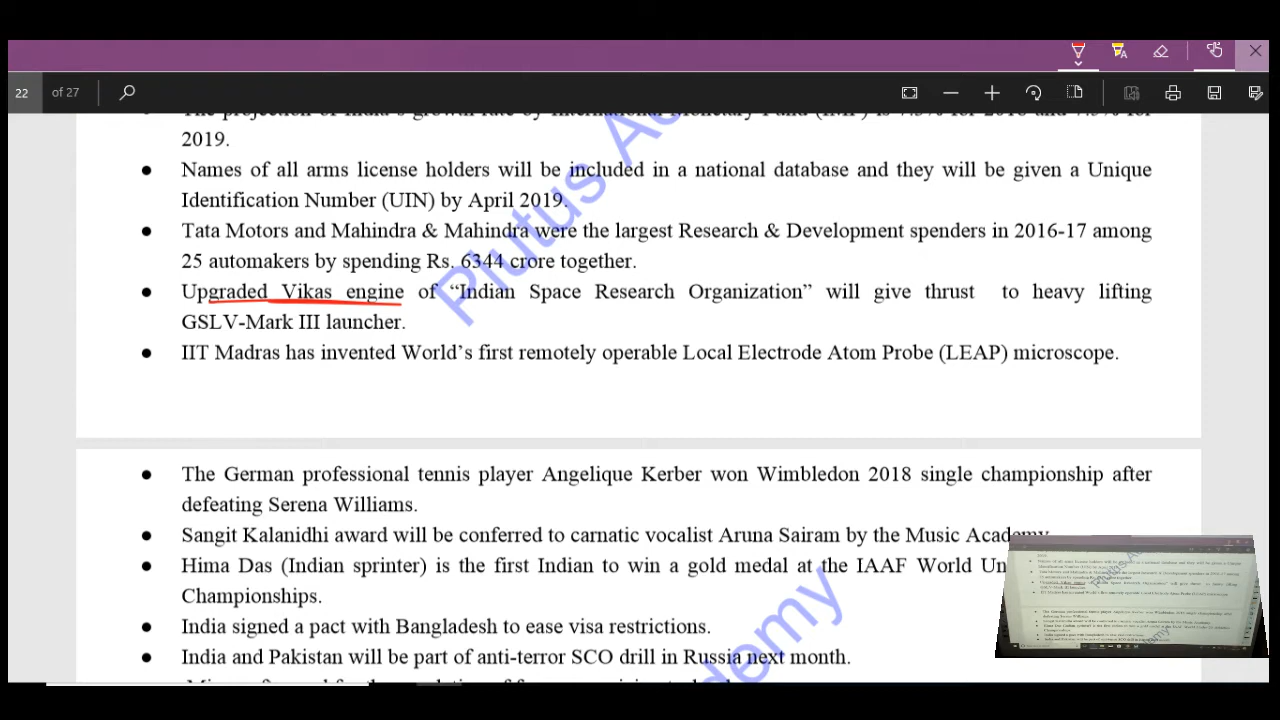 22 of 27
2019.
● Names of all arms license holders will be included in a national database and they will be given a Unique
Identification Number (UIN) by April 2019.
● Tata Motors and Mahindra & Mahindra were the largest Research & Development spenders in 2016-17 among
25 automakers by spending Rs. 6344 crore together.
● Upgraded Vikas engine of “Indian Space Research Organization” will give thrust to heavy lifting
GSLV-Mark III launcher.
● IIT Madras has invented World’s first remotely operable Local Electrode Atom Probe (LEAP) microscope.
● The German professional tennis player Angelique Kerber won Wimbledon 2018 single championship after
defeating Serena Williams.
● Sangit Kalanidhi award will be conferred to carnatic vocalist Aruna Sairam by the Music Academy
● Hima Das (Indian sprinter) is the first Indian to win a gold medal at the IAAF World
Championships.
● India signed a pact with Bangladesh to ease visa restrictions.
● India and Pakistan will be part of anti-terror SCO drill in Russia next month.
Plutus